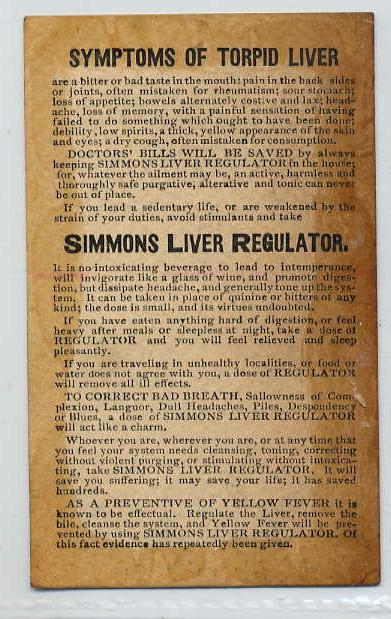 SYMPTOMS OF TORPID LIVER
are a bitter or bad taste in the mouth: pain in the back sides
or joints, often mistaken for rheumatism; sour stomach;
loss of appetite; bowels alternately costive and lax; head-
ache, loss of memory, with a painful sensation of having
failed to do something which ought to have been done
debility, low spirits, a thick, yellow appearance of the skin
and eyes; a dry cough, often mistaken for consumption.
DOCTORS' BILLS WILL BE SAVED by always
keeping SIMMONS LIVER REGULATOR in the house;
for, whatever the ailment may be, an active, harmless and
thoroughly safe purgative, alterative and tonic can never
be out of place.
If you lead a sedentary life, or are weakened by the
strain of your duties, avoid stimulants and take
SIMMONS LIVER REGULATOR.
It is no intoxicating beverage to lead to intemperance,
will invigorate like a glass of wine, and promote diges-
tion, but dissipate headache, and generally tone up the sys-
tem. It can be taken in place of quinine or bitters of any
kind; the dose is small, and its virtues undoubted.
If you have eaten anything hard of digestion, or feel
heavy after meals or sleepless at night, take a dose of
REGULATOR and you will feel relieved and sleep
pleasantly.
If you are traveling in unhealthy localities, or food or
water does not agree with you, a dose of REGULATOR
will remove all ill effects.
TO CORRECT BAD BREATH, Sallowness of Com-
plexion, Languor, Dull Headaches, Piles, Despondency
or Blues, a dose of SIMMONS LIVER REGULATOR
will act like a charm.
Whoever you are, wherever you are, or at any time that
you feel your system needs cleansing, toning, correcting
without violent purging, or stimulating without intoxica-
ting, take SIMMONS LIVER REGULATOR, It will
save you suffering; it may save your life; it has saved
hundreds.
AS A PREVENTIVE OF YELLOW FEVER it is
known to be effectual. Regulate the Liver, remove the
bile, cleanse the system, and Yellow Fever will be pre-
vented by using SIMMONS LIVER REGULATOR. Of
this fact evidence has repeatedly been given.